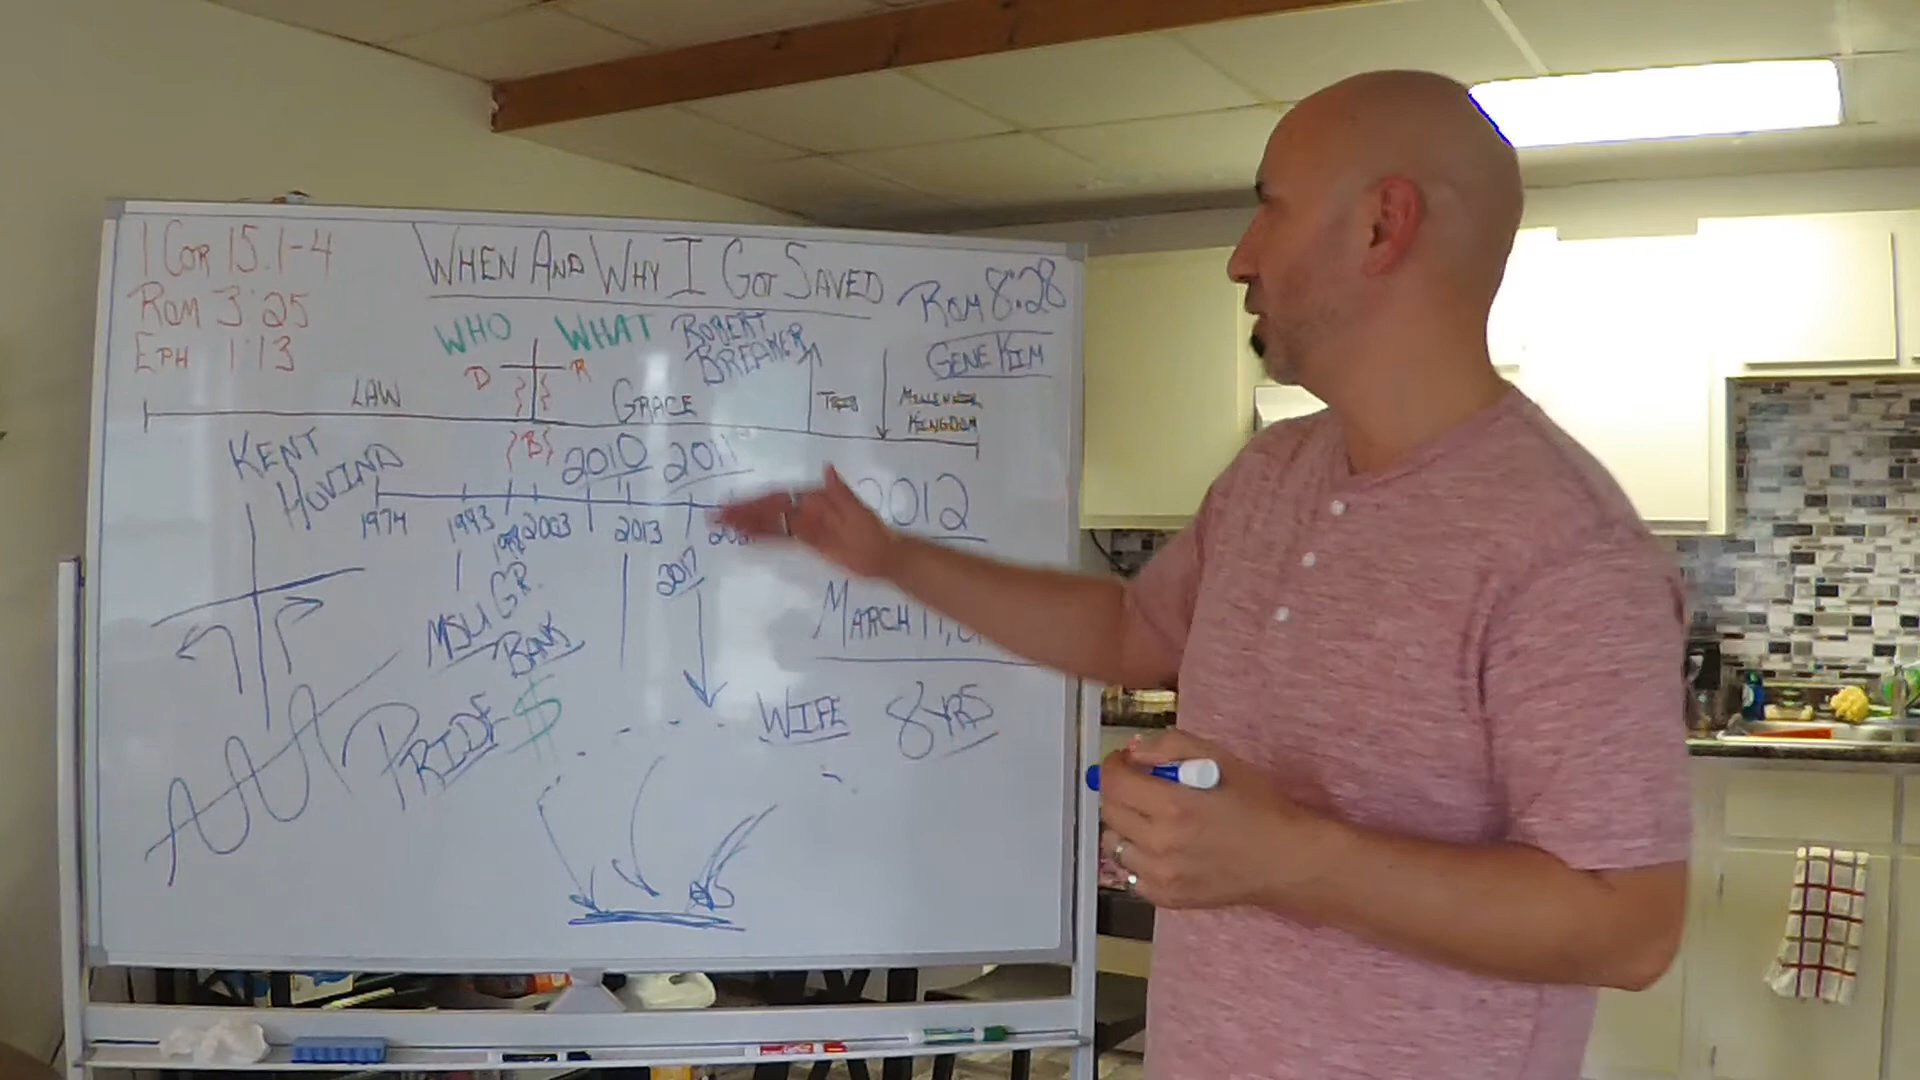 1 COR 15.1-4
ROM 3:25
EPH 1:13
WHEN AND WHY I GOT SAVED
ROM 8:28
GENE KIM
WHO WHAT
ROBERT
BREAKER
D R
LAW
GRACE
TRIB
MILLENNIAL
KINGDOM
B
KENT
HOVIND
2010 2011
2012
1974 1993 1998 2003 2013
2017
MSU GR.
BANK
PRIDE $
MARCH
WIFE 8 YRS